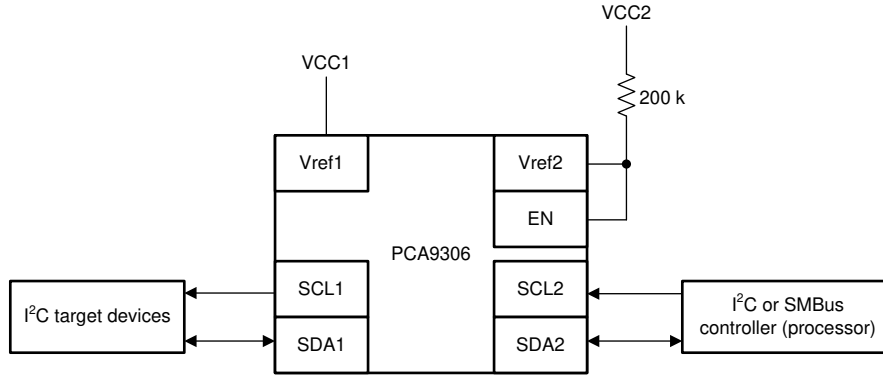 VCC2
VCC1
200 k
Vref1
Vref2
EN
PCA9306
SCL1
SCL2
I²C target devices
I²C or SMBus
controller (processor)
SDA1
SDA2